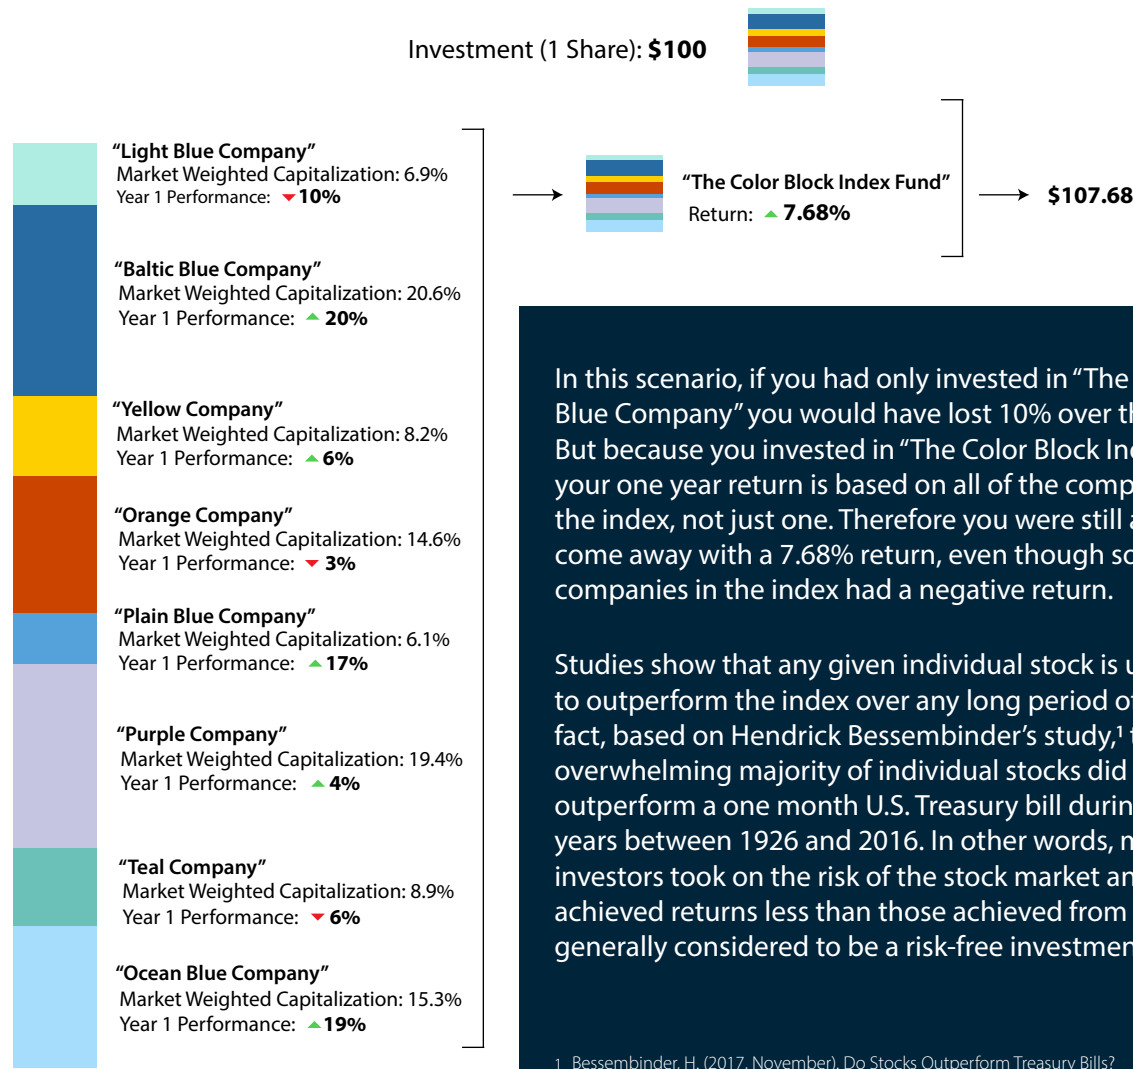 Investment (1 Share): $100
“Light Blue Company”
Market Weighted Capitalization: 6.9%
Year 1 Performance: 10%
“Baltic Blue Company”
Market Weighted Capitalization: 20.6%
Year 1 Performance: 20%
“Yellow Company”
Market Weighted Capitalization: 8.2%
Year 1 Performance: 6%
“Orange Company”
Market Weighted Capitalization: 14.6%
Year 1 Performance: 3%
“Plain Blue Company”
Market Weighted Capitalization: 6.1%
Year 1 Performance: 17%
“Purple Company”
Market Weighted Capitalization: 19.4%
Year 1 Performance: 4%
“Teal Company”
Market Weighted Capitalization: 8.9%
Year 1 Performance: 6%
“Ocean Blue Company”
Market Weighted Capitalization: 15.3%
Year 1 Performance: 19%
“The Color Block Index Fund”
Return: 7.68%
$107.68
In this scenario, if you had only invested in “The
Blue Company” you would have lost 10% over
But because you invested in “The Color Block
your one year return is based on all of the
the index, not just one. Therefore you were still
come away with a 7.68% return, even though
companies in the index had a negative return.
Studies show that any given individual stock is
to outperform the index over any long period
fact, based on Hendrick Bessembinder’s study,¹
overwhelming majority of individual stocks did
outperform a one month U.S. Treasury bill
years between 1926 and 2016. In other words,
investors took on the risk of the stock market
achieved returns less than those achieved from
generally considered to be a risk-free
1 Bessembinder, H. (2017, November). Do Stocks Outperform Treasury Bills?